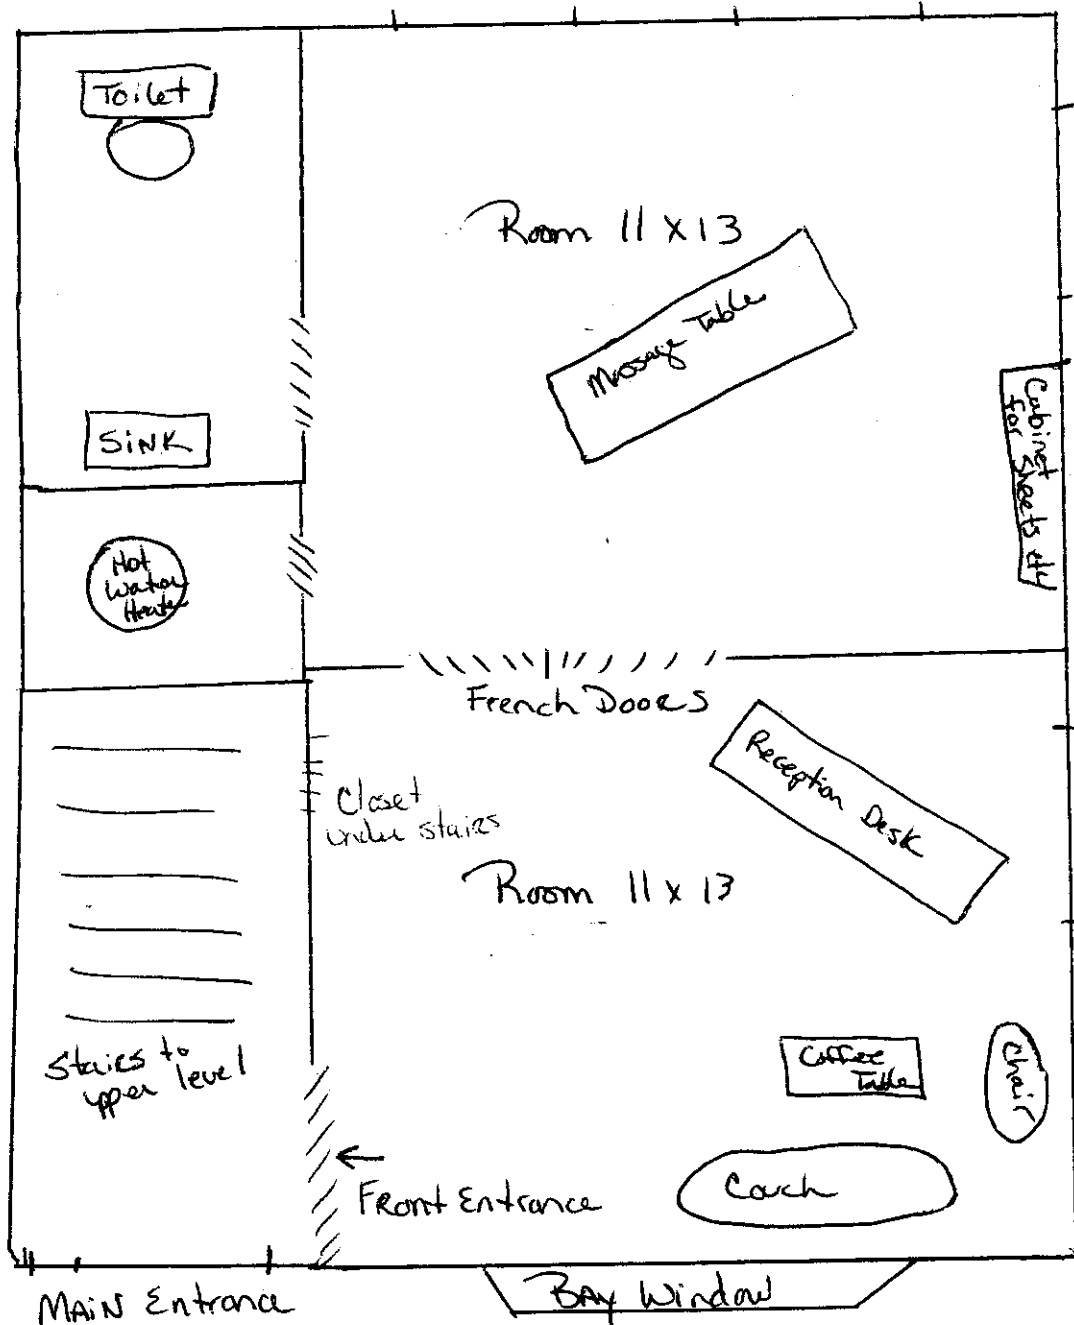 Toilet
Room 11 x 13
Massage Table
Cabinet
for Sheets etc
SINK
Hot
Water
Heater
French Doors
Reception Desk
Closet
under stairs
Room 11 x 13
Stairs to
upper level
Coffee
Table
Chair
Couch
Front Entrance
MAIN Entrance
BAY Window